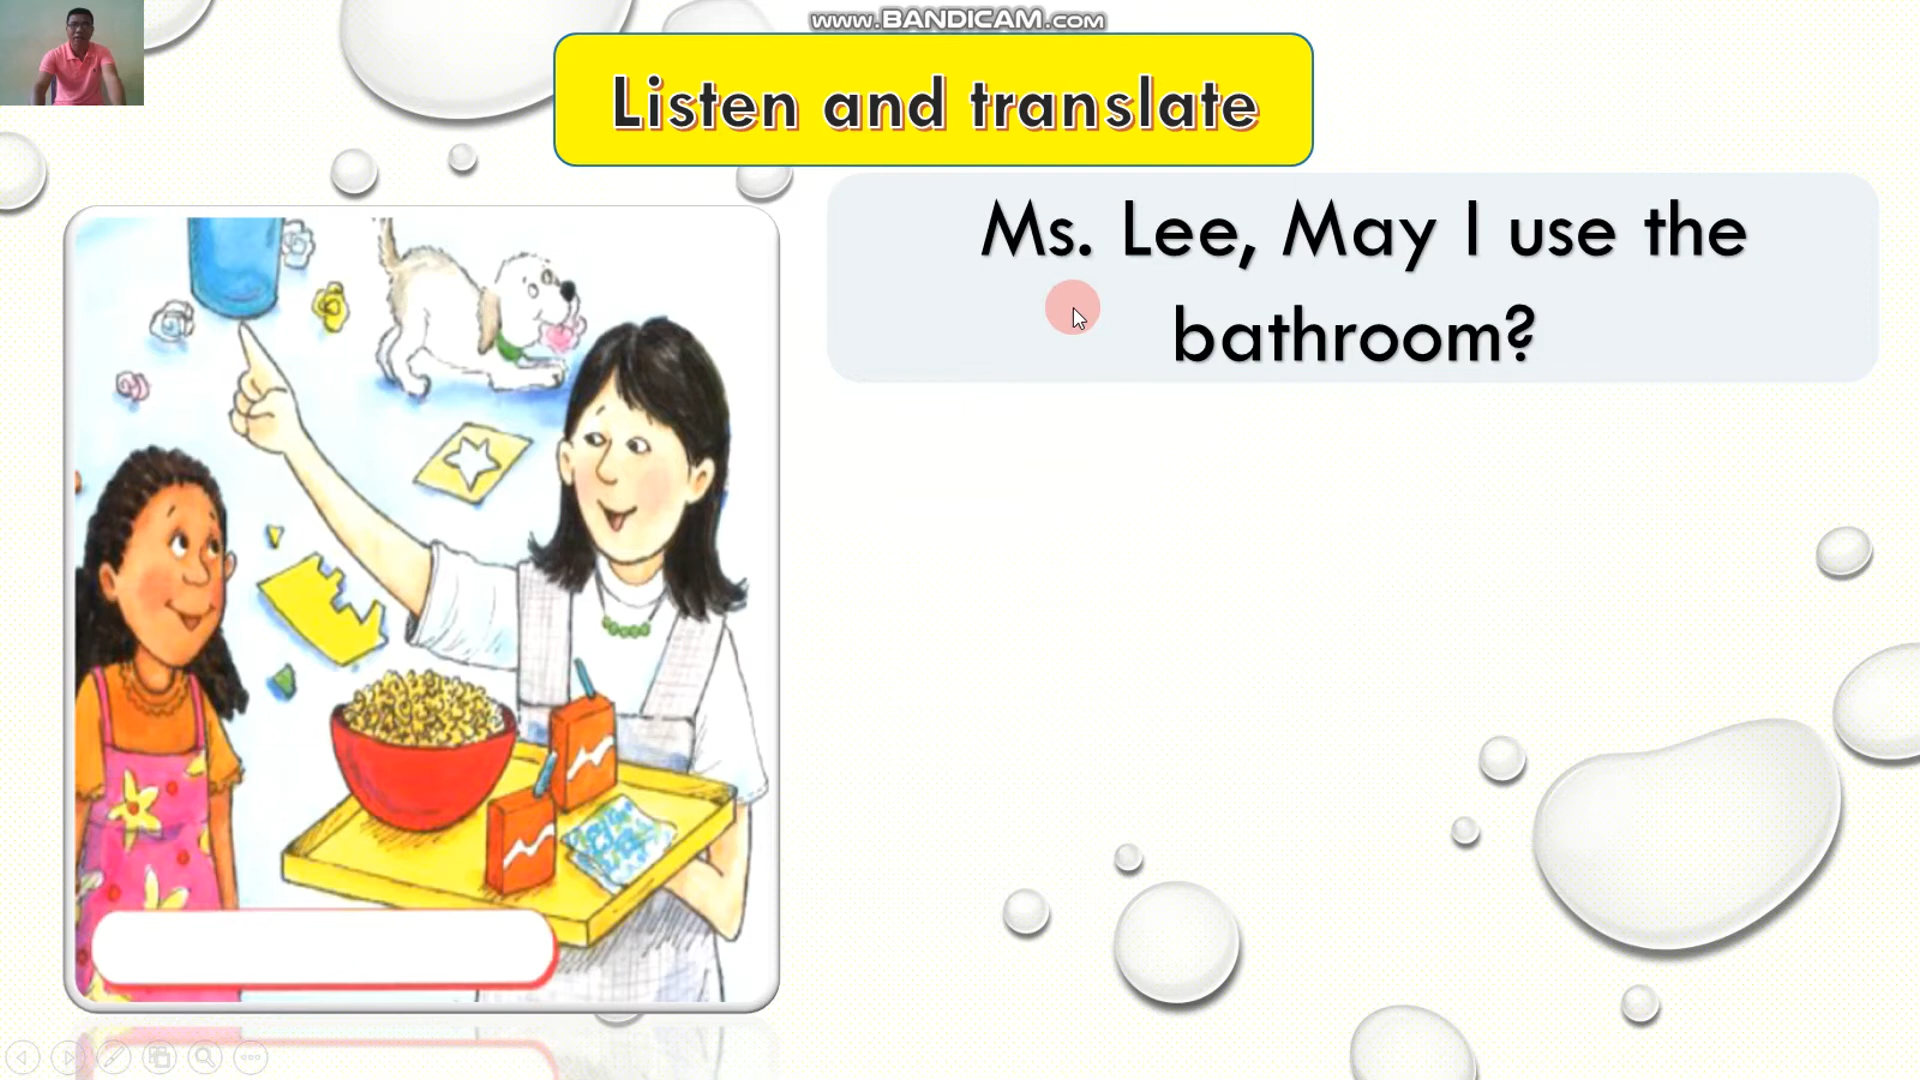 www.BANDICAM.com
Listen and translate
Ms. Lee, May I use the
bathroom?